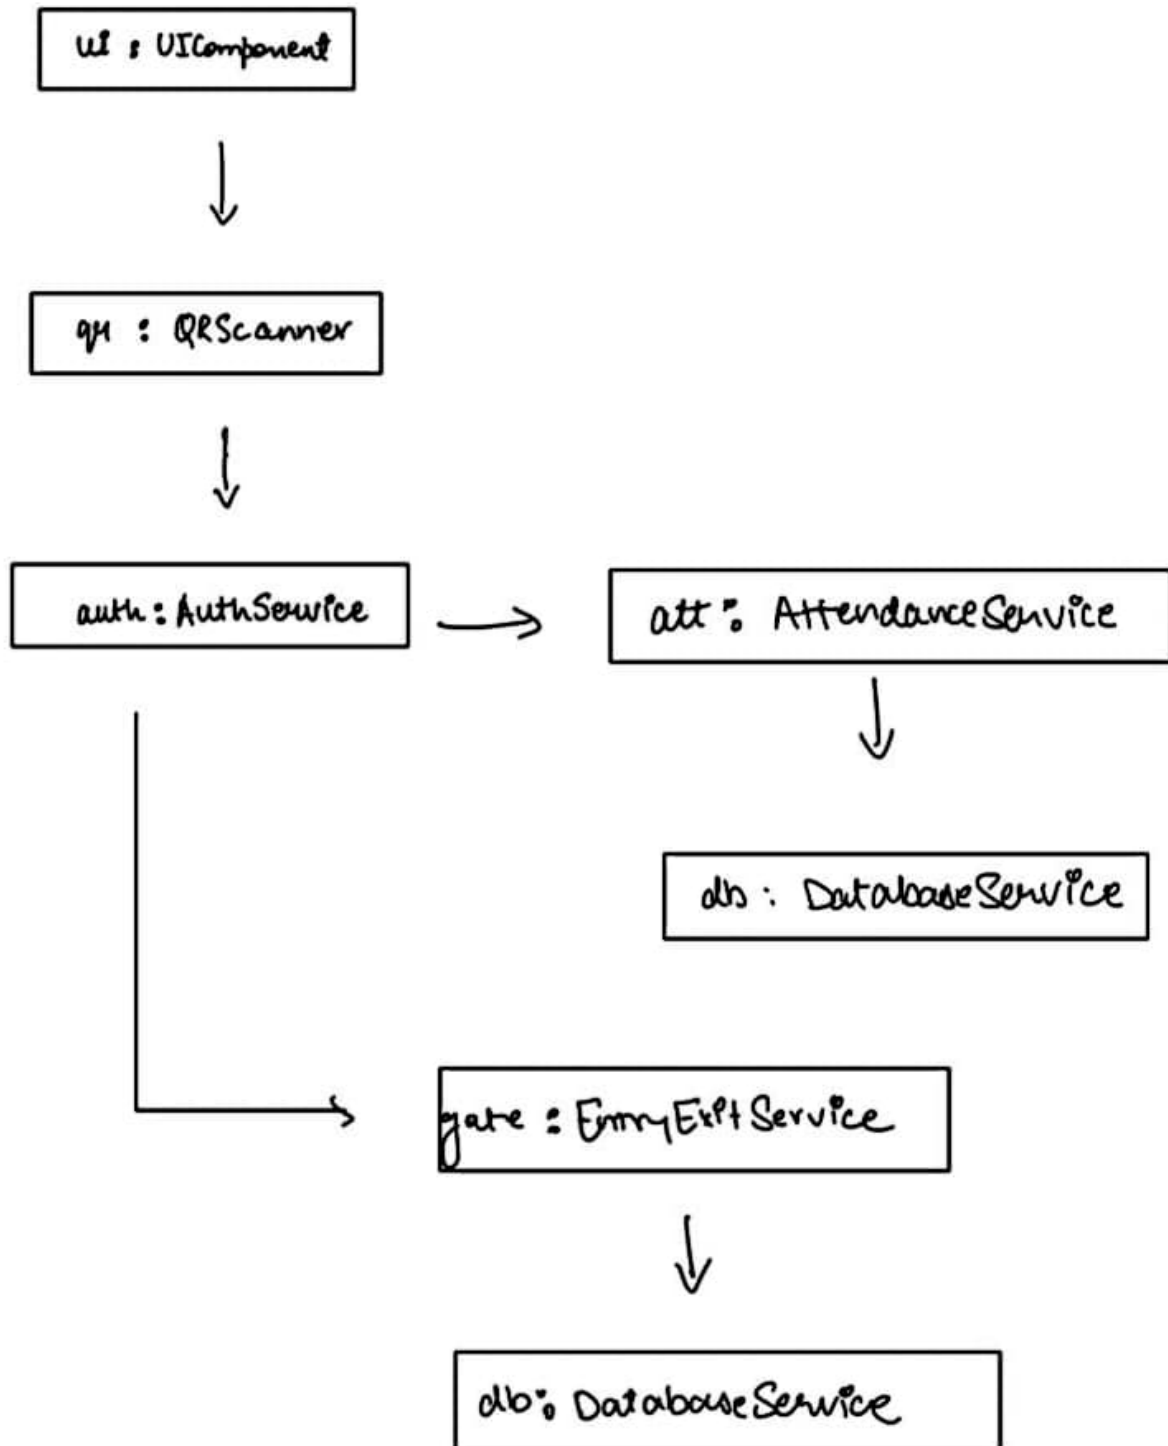 ui : UIComponent
qr : QRScanner
auth : AuthService
att : AttendanceService
db : DatabaseService
gate : EntryExitService
db : DatabaseService